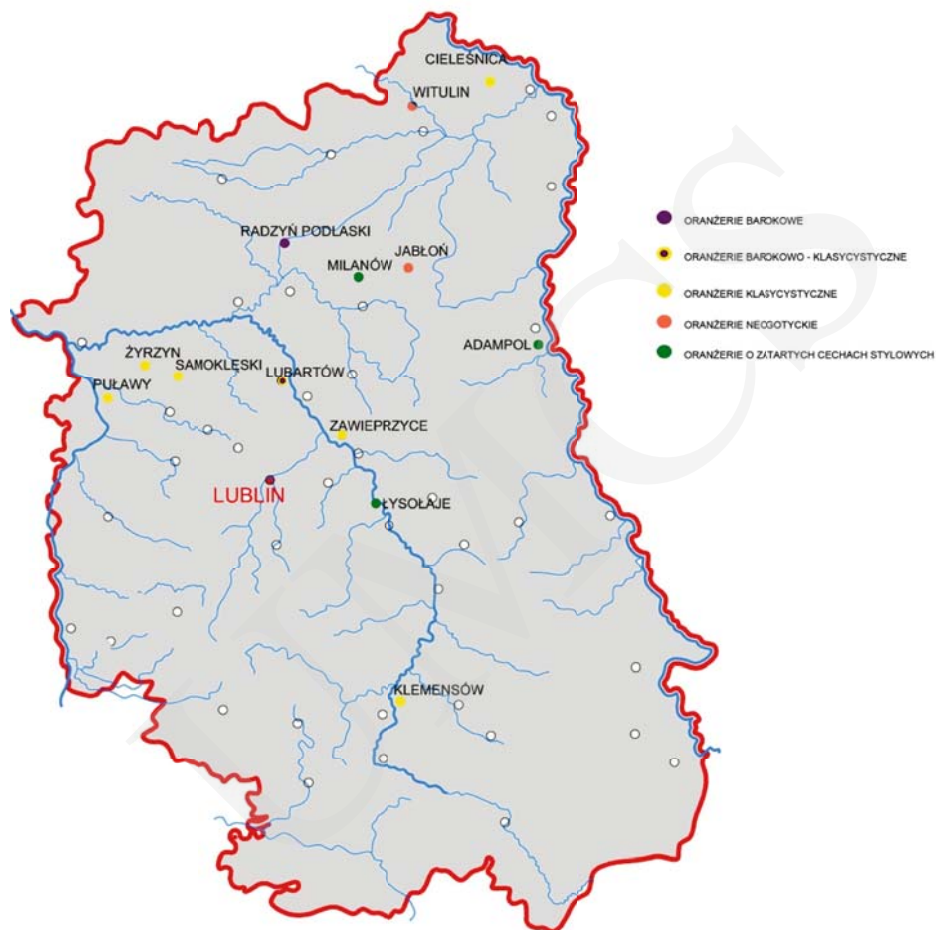 CIELEŚNICA
WITULIN
RADZYŃ PODLASKI
JABŁOŃ
MILANÓW
ADAMPOL
ŻYRZYN
SAMOKLĘSKI
LUBARTÓW
PUŁAWY
ZAWIEPRZYCE
LUBLIN
ŁYSOŁAJE
KLEMENSÓW
ORANŻERIE BAROKOWE
ORANŻERIE BAROKOWO - KLASYCYSTYCZNE
ORANŻERIE KLASYCYSTYCZNE
ORANŻERIE NEOGOTYCKIE
ORANŻERIE O ZATARTYCH CECHACH STYLOWYCH
UMCS